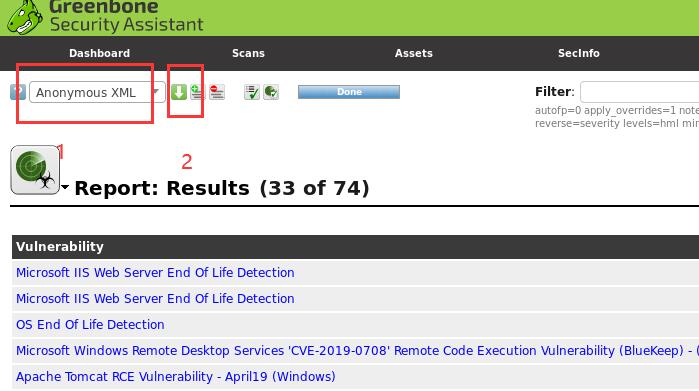 Greenbone
Security Assistant
Dashboard Scans Assets SecInfo
? Anonymous XML Done Filter:
autofp=0 apply_overrides=1 note
reverse=severity levels=hml min
1
2
Report: Results (33 of 74)
Vulnerability
Microsoft IIS Web Server End Of Life Detection
Microsoft IIS Web Server End Of Life Detection
OS End Of Life Detection
Microsoft Windows Remote Desktop Services 'CVE-2019-0708' Remote Code Execution Vulnerability (BlueKeep) - (
Apache Tomcat RCE Vulnerability - April19 (Windows)